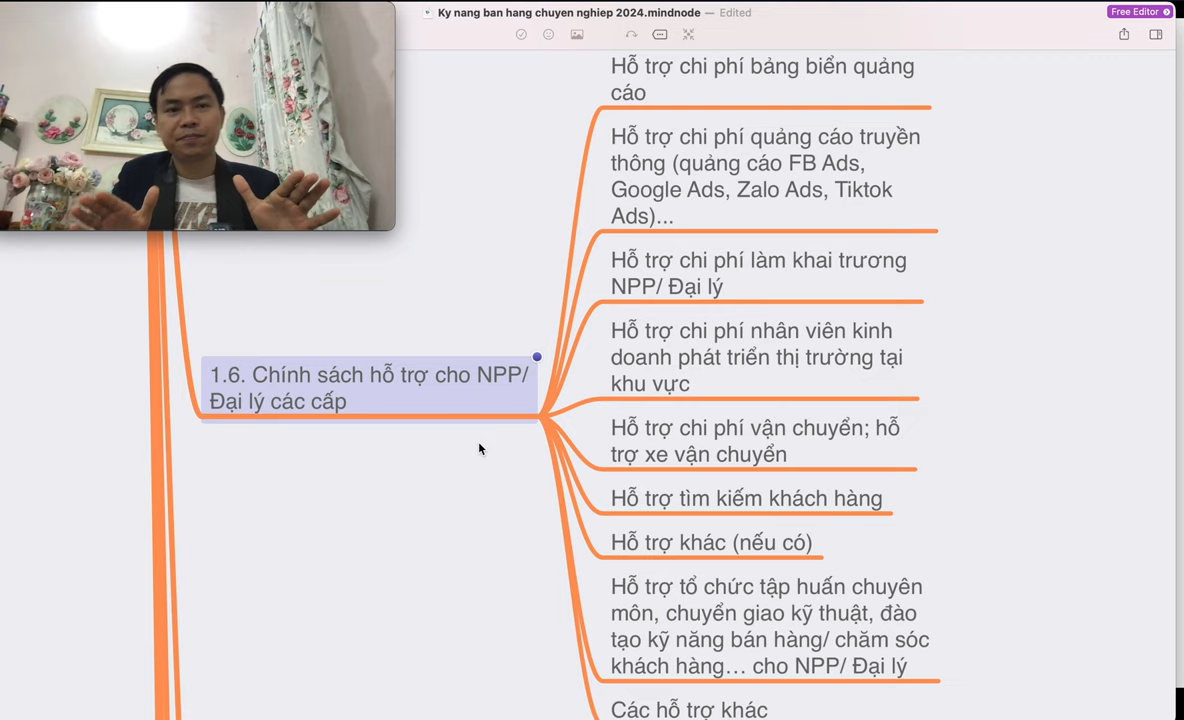 Ky nang ban hang chuyen nghiep 2024.mindnode — Edited
Free Editor
Hỗ trợ chi phí bảng biển quảng
cáo
Hỗ trợ chi phí quảng cáo truyền
thông (quảng cáo FB Ads,
Google Ads, Zalo Ads, Tiktok
Ads)...
Hỗ trợ chi phí làm khai trương
NPP/ Đại lý
Hỗ trợ chi phí nhân viên kinh
doanh phát triển thị trường tại
khu vực
1.6. Chính sách hỗ trợ cho NPP/
Đại lý các cấp
Hỗ trợ chi phí vận chuyển; hỗ
trợ xe vận chuyển
Hỗ trợ tìm kiếm khách hàng
Hỗ trợ khác (nếu có)
Hỗ trợ tổ chức tập huấn chuyên
môn, chuyển giao kỹ thuật, đào
tạo kỹ năng bán hàng/ chăm sóc
khách hàng... cho NPP/ Đại lý
Các hỗ trợ khác